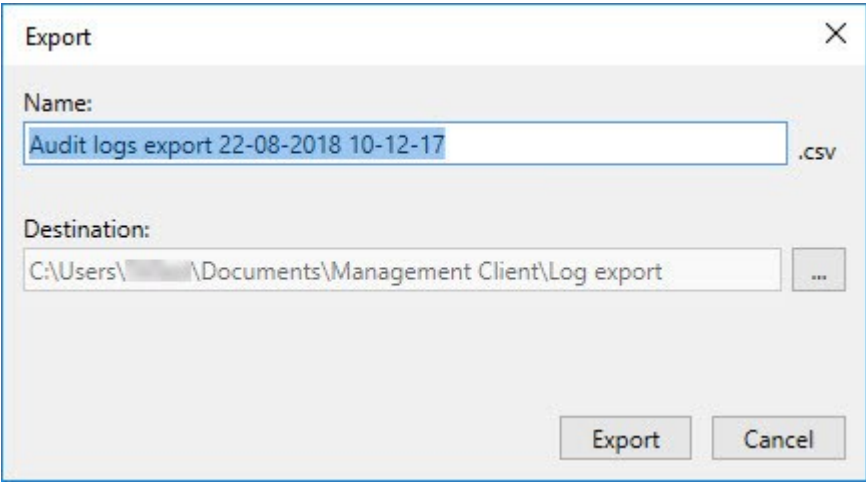 Export
Name:
Audit logs export 22-08-2018 10-12-17 .csv
Destination:
C:\Users\ \Documents\Management Client\Log export ...
Export Cancel